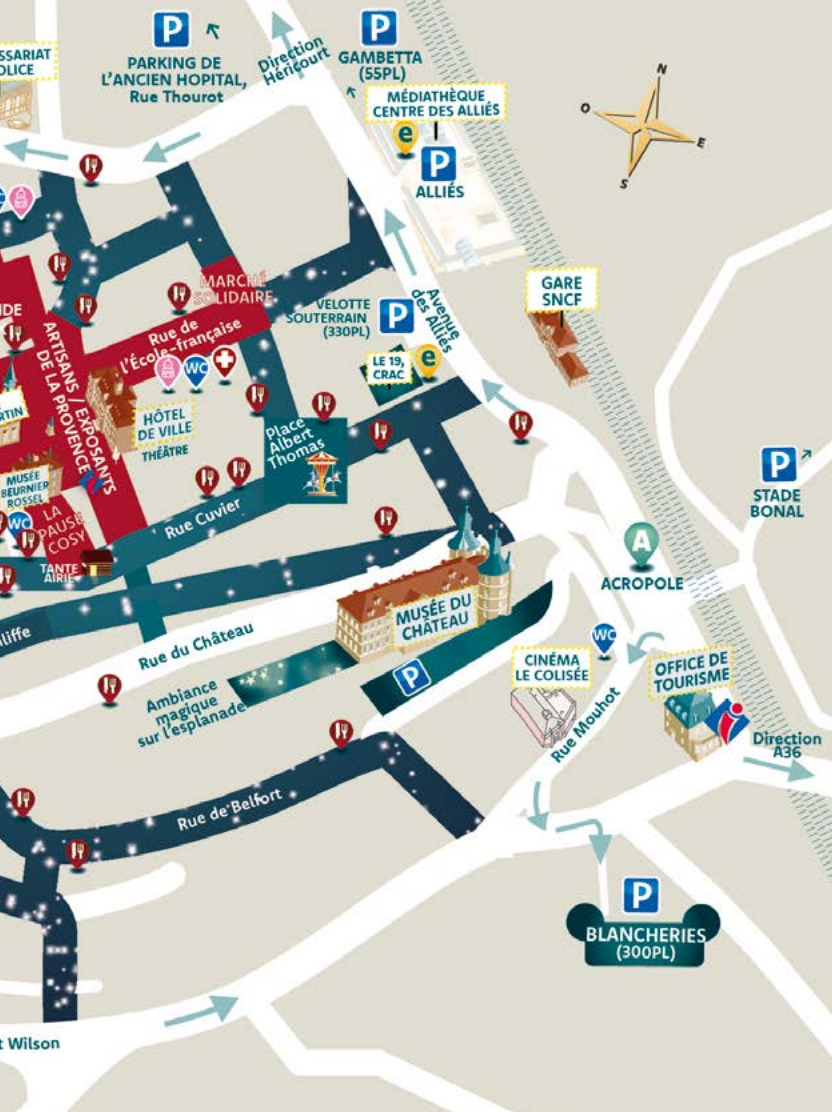 PARKING DE
L'ANCIEN HOPITAL,
Rue Thourot
P
Direction
Héricourt
P
GAMBETTA
(55PL)
MÉDIATHÈQUE
CENTRE DES ALLIÉS
e
P
ALLIÉS
N
O
E
S
GARE
SNCF
MARCHÉ
SOLIDAIRE
VELOTTE
SOUTERRAIN
(330PL)
P
Avenue
des Alliés
LE 19,
CRAC
e
Rue de
l'École-française
WC
ARTISANS / EXPOSANTS
DE LA PROVENCE
HÔTEL
DE VILLE
THÉÂTRE
Place
Albert
Thomas
MUSÉE
BEURNIER
ROSSEL
WC
LA
PAUSE
COSY
TANTE
AIRIE
Rue Cuvier
P
STADE
BONAL
A
ACROPOLE
MUSÉE DU
CHÂTEAU
Rue du Château
WC
CINÉMA
LE COLISÉE
OFFICE DE
TOURISME
P
Ambiance
magique
sur l'esplanade
Rue Mouhot
Direction
A36
Rue de Belfort
P
BLANCHERIES
(300PL)
Wilson